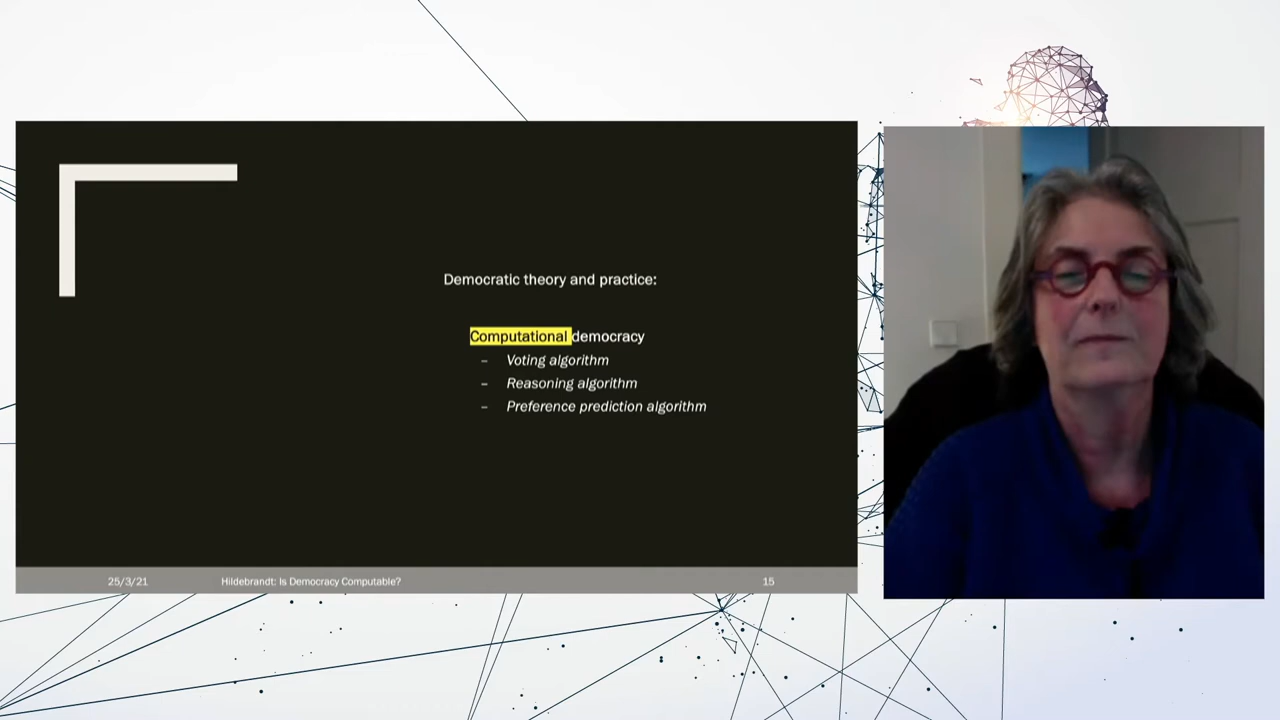 Democratic theory and practice:
Computational democracy
– Voting algorithm
– Reasoning algorithm
– Preference prediction algorithm
25/3/21 Hildebrandt: Is Democracy Computable? 15